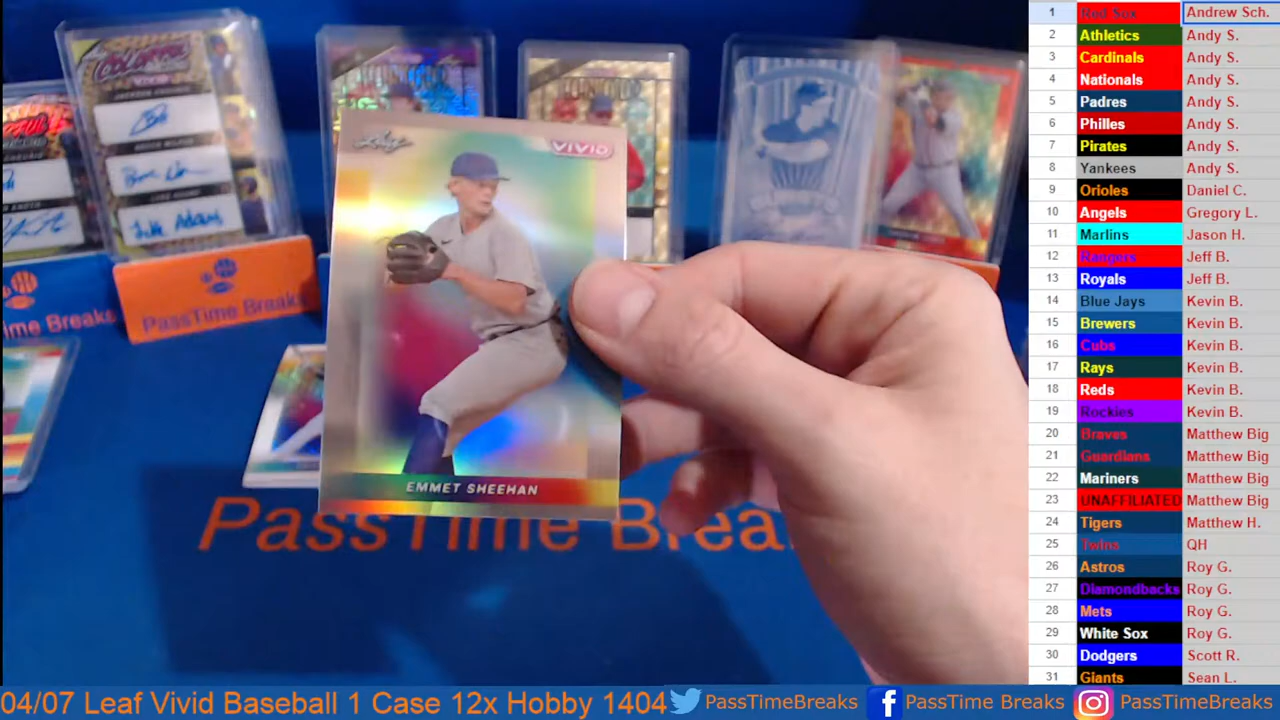 Leaf
VIVID
EMMET SHEEHAN
Jeff Adams
PassTime Breaks
PassTime Breaks
PassTime Breaks
1 Red Sox Andrew Sch.
2 Athletics Andy S.
3 Cardinals Andy S.
4 Nationals Andy S.
5 Padres Andy S.
6 Philles Andy S.
7 Pirates Andy S.
8 Yankees Andy S.
9 Orioles Daniel C.
10 Angels Gregory L.
11 Marlins Jason H.
12 Rangers Jeff B.
13 Royals Jeff B.
14 Blue Jays Kevin B.
15 Brewers Kevin B.
16 Cubs Kevin B.
17 Rays Kevin B.
18 Reds Kevin B.
19 Rockies Kevin B.
20 Braves Matthew Big
21 Guardians Matthew Big
22 Mariners Matthew Big
23 UNAFFILIATED Matthew Big
24 Tigers Matthew H.
25 Twins QH
26 Astros Roy G.
27 Diamondbacks Roy G.
28 Mets Roy G.
29 White Sox Roy G.
30 Dodgers Scott R.
31 Giants Sean L.
04/07 Leaf Vivid Baseball 1 Case 12x Hobby 1404 PassTimeBreaks PassTime Breaks PassTimeBreaks